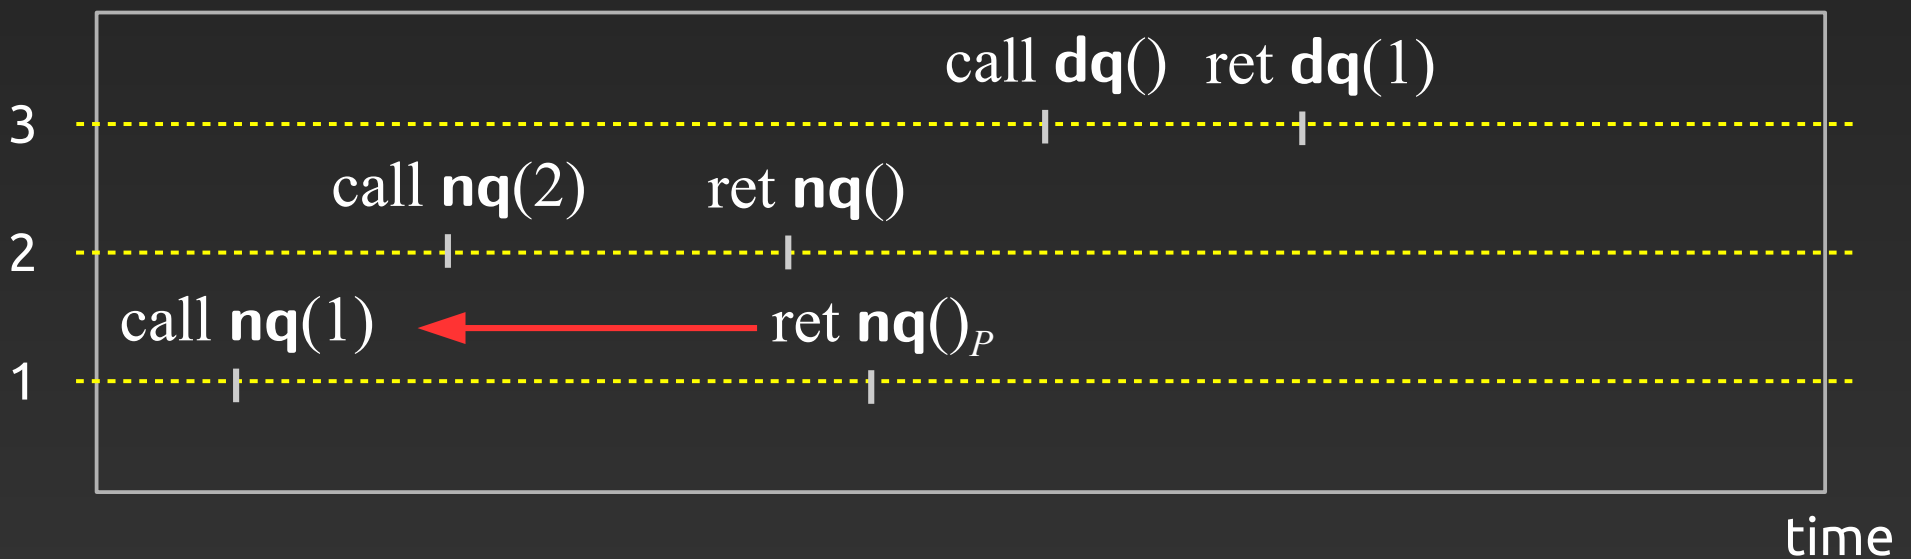 call dq() ret dq(1)
3
call nq(2) ret nq()
2
call nq(1) ret nq()P
1
time